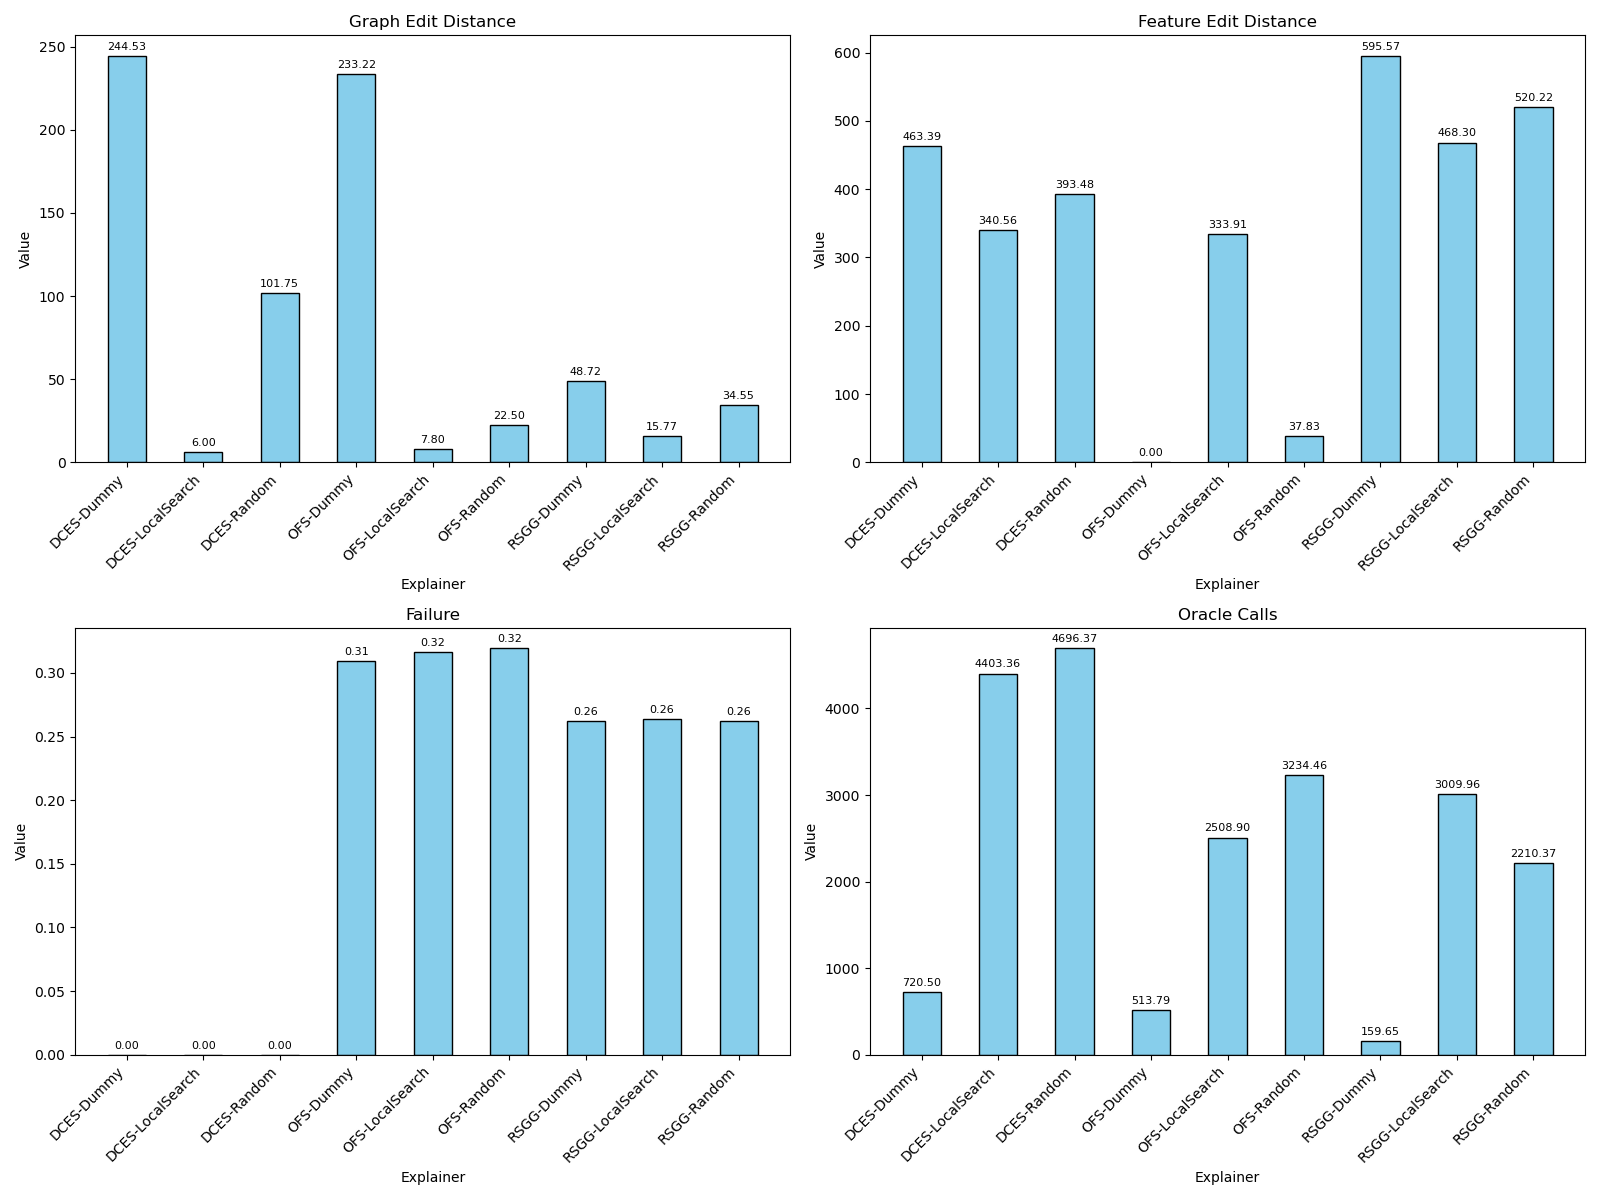 Graph Edit Distance
Value
250
200
150
100
50
0
244.53
6.00
101.75
233.22
7.80
22.50
48.72
15.77
34.55
DCES-Dummy
DCES-LocalSearch
DCES-Random
OFS-Dummy
OFS-LocalSearch
OFS-Random
RSGG-Dummy
RSGG-LocalSearch
RSGG-Random
Explainer
Feature Edit Distance
Value
600
500
400
300
200
100
0
463.39
340.56
393.48
0.00
333.91
37.83
595.57
468.30
520.22
DCES-Dummy
DCES-LocalSearch
DCES-Random
OFS-Dummy
OFS-LocalSearch
OFS-Random
RSGG-Dummy
RSGG-LocalSearch
RSGG-Random
Explainer
Failure
Value
0.30
0.25
0.20
0.15
0.10
0.05
0.00
0.00
0.00
0.00
0.31
0.32
0.32
0.26
0.26
0.26
DCES-Dummy
DCES-LocalSearch
DCES-Random
OFS-Dummy
OFS-LocalSearch
OFS-Random
RSGG-Dummy
RSGG-LocalSearch
RSGG-Random
Explainer
Oracle Calls
Value
4000
3000
2000
1000
0
720.50
4403.36
4696.37
513.79
2508.90
3234.46
159.65
3009.96
2210.37
DCES-Dummy
DCES-LocalSearch
DCES-Random
OFS-Dummy
OFS-LocalSearch
OFS-Random
RSGG-Dummy
RSGG-LocalSearch
RSGG-Random
Explainer